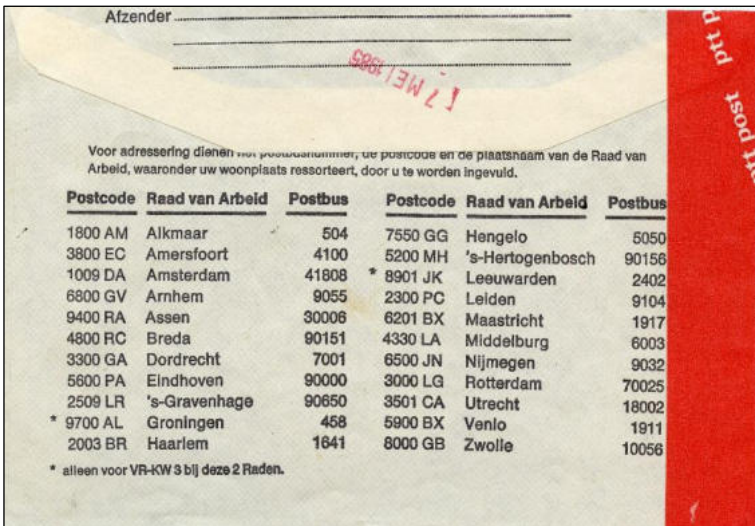 Afzender
17 MEI 1985
ptt post
ptt p
Voor adressering dienen het postbusnummer, de postcode en de plaatsnaam van de Raad van
Arbeid, waaronder uw woonplaats ressorteert, door u te worden ingevuld.
Postcode Raad van Arbeid Postbus
1800 AM Alkmaar 504
3800 EC Amersfoort 4100
1009 DA Amsterdam 41808
6800 GV Arnhem 9055
9400 RA Assen 30006
4800 RC Breda 90151
3300 GA Dordrecht 7001
5600 PA Eindhoven 90000
2509 LR 's-Gravenhage 90650
* 9700 AL Groningen 458
2003 BR Haarlem 1641
Postcode Raad van Arbeid Postbus
7550 GG Hengelo 5050
5200 MH 's-Hertogenbosch 90156
* 8901 JK Leeuwarden 2402
2300 PC Leiden 9104
6201 BX Maastricht 1917
4330 LA Middelburg 6003
6500 JN Nijmegen 9032
3000 LG Rotterdam 70025
3501 CA Utrecht 18002
5900 BX Venlo 1911
8000 GB Zwolle 10056
* alleen voor VR-KW 3 bij deze 2 Raden.